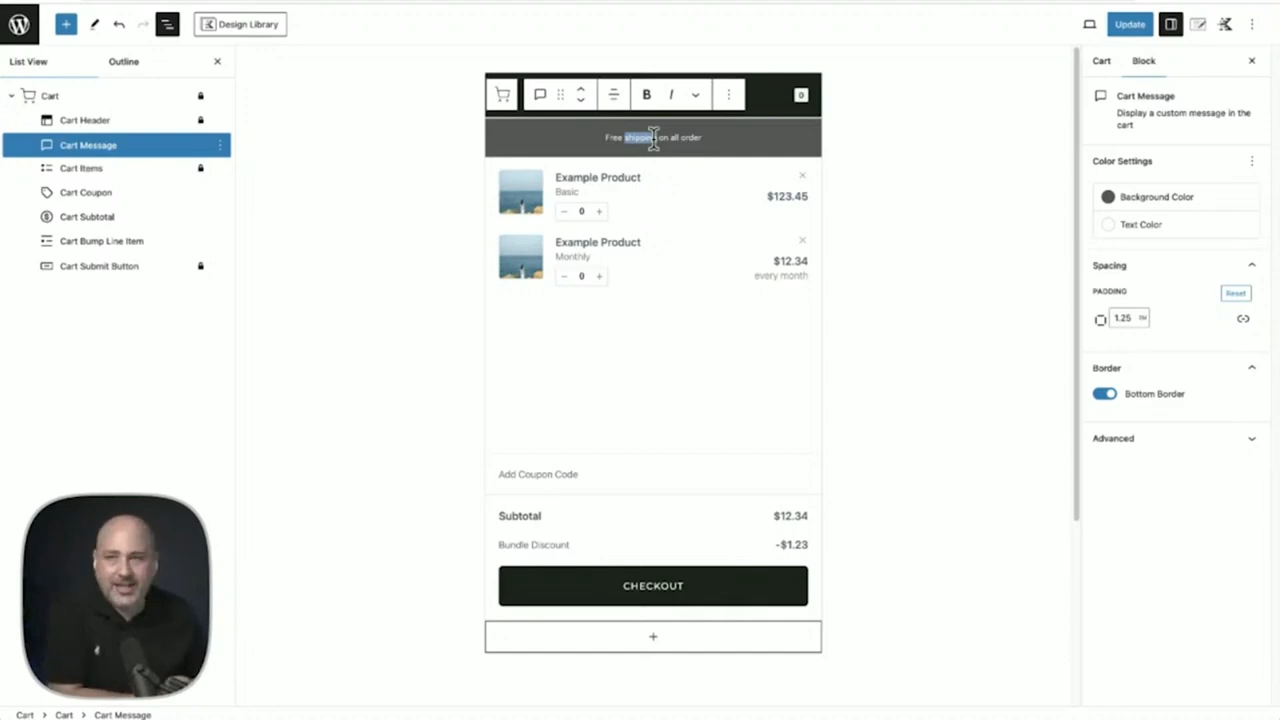 Design Library
Update
List View
Outline
Cart
Cart Header
Cart Message
Cart Items
Cart Coupon
Cart Subtotal
Cart Bump Line Item
Cart Submit Button
B I
0
Free shipping on all order
Example Product
Basic
$123.45
− 0 +
Example Product
Monthly
$12.34
every month
− 0 +
Add Coupon Code
Subtotal $12.34
Bundle Discount -$1.23
CHECKOUT
+
Cart
Block
Cart Message
Display a custom message in the
cart
Color Settings
Background Color
Text Color
Spacing
PADDING
Reset
1.25
Border
Bottom Border
Advanced
Cart > Cart > Cart Message